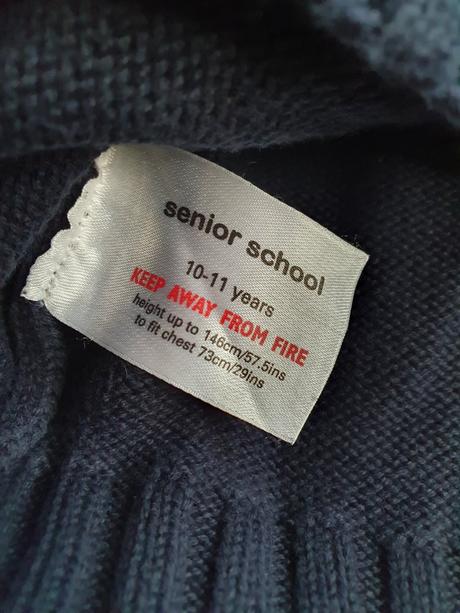 senior school
10-11 years
KEEP AWAY FROM FIRE
height up to 146cm/57.5ins
to fit chest 73cm/29ins